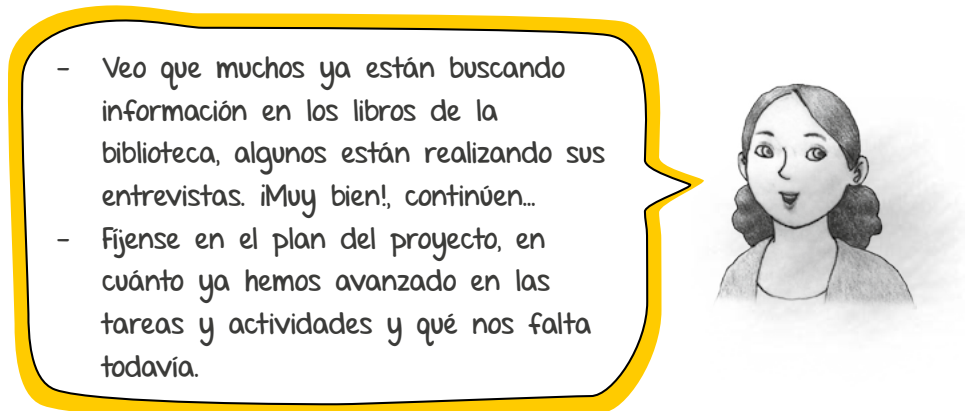 - Veo que muchos ya están buscando
información en los libros de la
biblioteca, algunos están realizando sus
entrevistas. ¡Muy bien!, continúen...
- Fíjense en el plan del proyecto, en
cuánto ya hemos avanzado en las
tareas y actividades y qué nos falta
todavía.